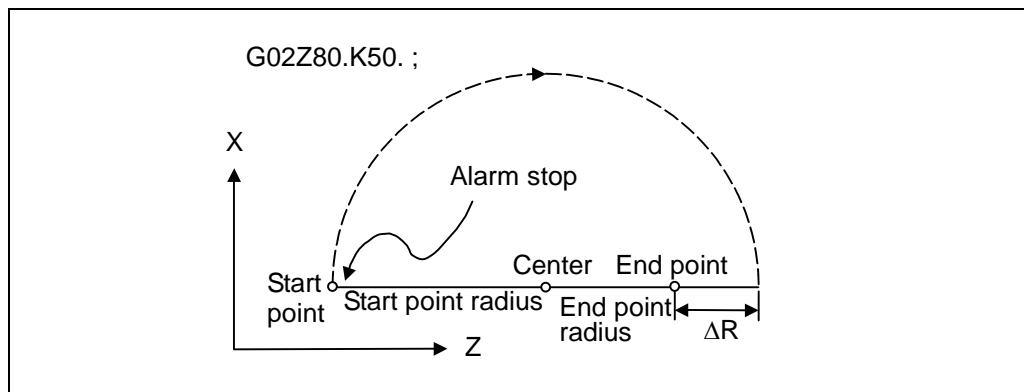 G02Z80.K50. ;
X
Alarm stop
Center
End point
Start
point
Start point radius
End point
radius
ΔR
Z